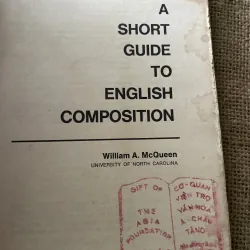 A
SHORT
GUIDE
TO
ENGLISH
COMPOSITION
William A. McQueen
UNIVERSITY OF NORTH CAROLINA
GIFT OF
THE
ASIA
FOUNDATION
CƠ-QUAN
VIỆN-TRỢ
VĂN-HÓA
Á-CHÂU
TẶNG